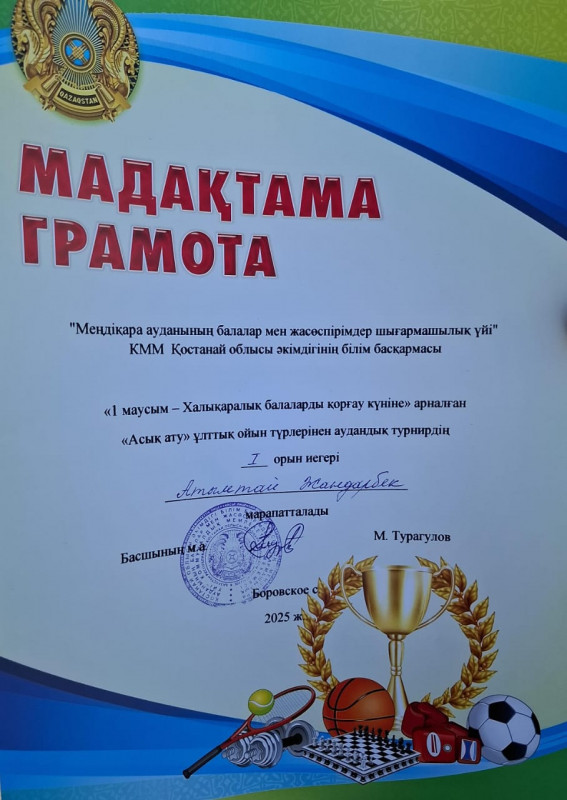 QAZAQSTAN
МАДАҚТАМА
ГРАМОТА
"Меңдіқара ауданының балалар мен жасөспірімдер шығармашылық үйі"
КММ Қостанай облысы әкімдігінің білім басқармасы
«1 маусым – Халықаралық балаларды қорғау күніне» арналған
«Асық ату» ұлттық ойын түрлерінен аудандық турнирдің
I орын иегері
Атымтай Жандарбек
марапатталады
Басшының м.а.
М. Турагулов
Боровское с
2025 ж